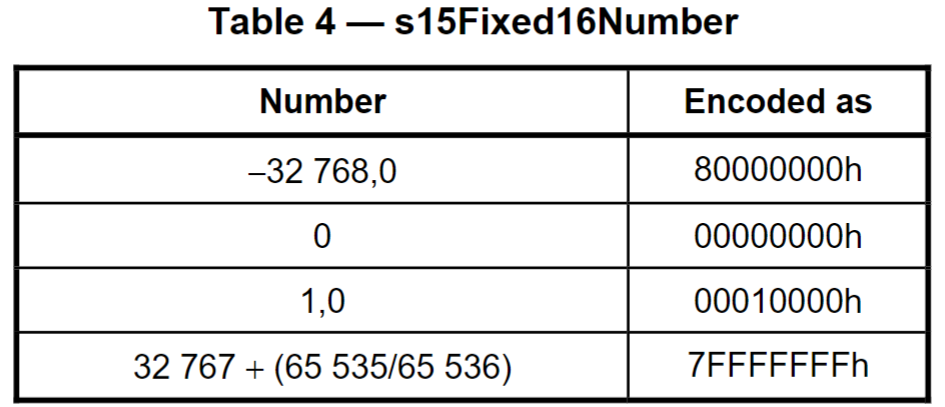 Table 4 — s15Fixed16Number
Number Encoded as
–32 768,0 80000000h
0 00000000h
1,0 00010000h
32 767 + (65 535/65 536) 7FFFFFFFh